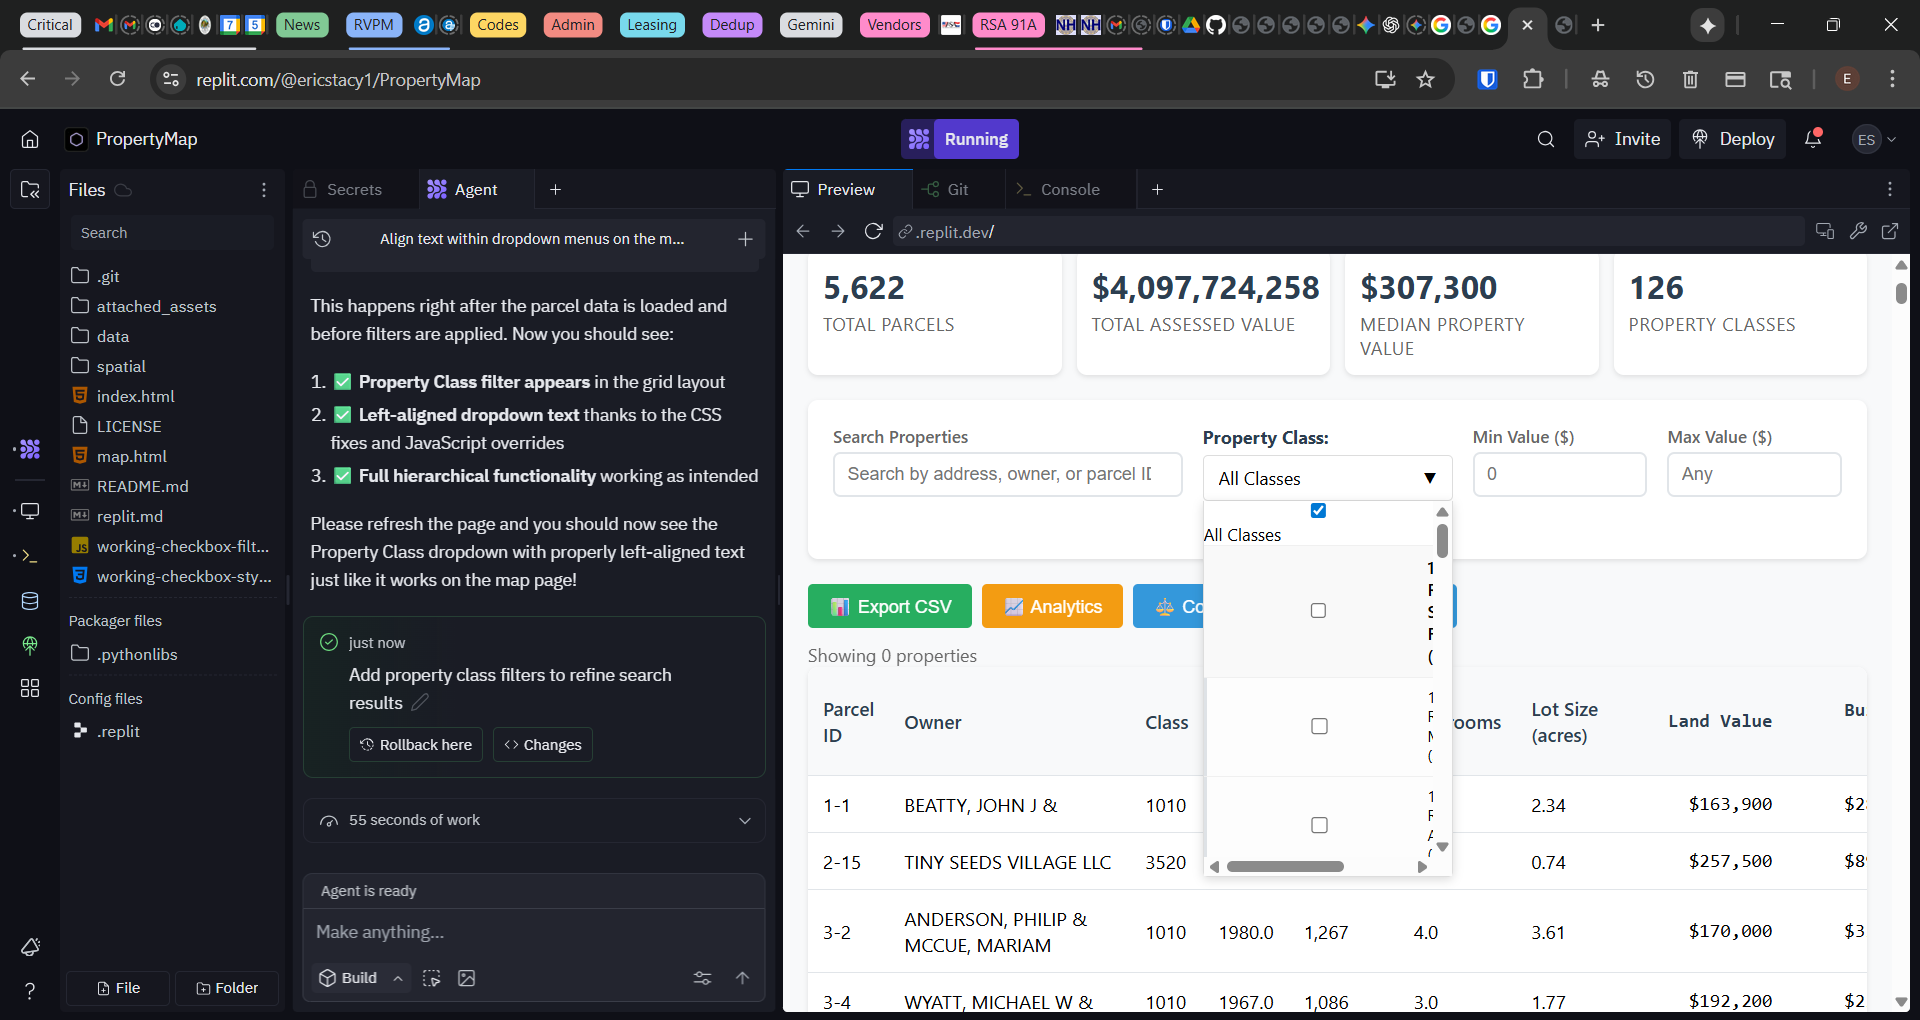 Critical
7
5
News
RVPM
Codes
Admin
Leasing
Dedup
Gemini
Vendors
RSA 91A
NH
NH
replit.com/@ericstacy1/PropertyMap
E
PropertyMap
Running
Invite
Deploy
ES
Files
Search
.git
attached_assets
data
spatial
index.html
LICENSE
map.html
README.md
replit.md
working-checkbox-filt...
working-checkbox-sty...
Packager files
.pythonlibs
Config files
.replit
File
Folder
Secrets
Agent
Align text within dropdown menus on the m...
This happens right after the parcel data is loaded and
before filters are applied. Now you should see:
1. ✅ Property Class filter appears in the grid layout
2. ✅ Left-aligned dropdown text thanks to the CSS
fixes and JavaScript overrides
3. ✅ Full hierarchical functionality working as intended
Please refresh the page and you should now see the
Property Class dropdown with properly left-aligned text
just like it works on the map page!
just now
Add property class filters to refine search
results
Rollback here
Changes
55 seconds of work
Agent is ready
Make anything...
Build
Preview
Git
Console
.replit.dev/
5,622
TOTAL PARCELS
$4,097,724,258
TOTAL ASSESSED VALUE
$307,300
MEDIAN PROPERTY
VALUE
126
PROPERTY CLASSES
Search Properties
Search by address, owner, or parcel ID
Property Class:
All Classes ▼
Min Value ($)
0
Max Value ($)
Any
All Classes
1
F
S
F
(
1
F
M
(
1
R
A
(
Export CSV
Analytics
Co
Showing 0 properties
Parcel
ID
Owner
Class
rooms
Lot Size
(acres)
Land Value
Bu
1-1 BEATTY, JOHN J & 1010 2.34 $163,900 $2
2-15 TINY SEEDS VILLAGE LLC 3520 0.74 $257,500 $8
3-2 ANDERSON, PHILIP &
MCCUE, MARIAM 1010 1980.0 1,267 4.0 3.61 $170,000 $3
3-4 WYATT, MICHAEL W & 1010 1967.0 1,086 3.0 1.77 $192,200 $2